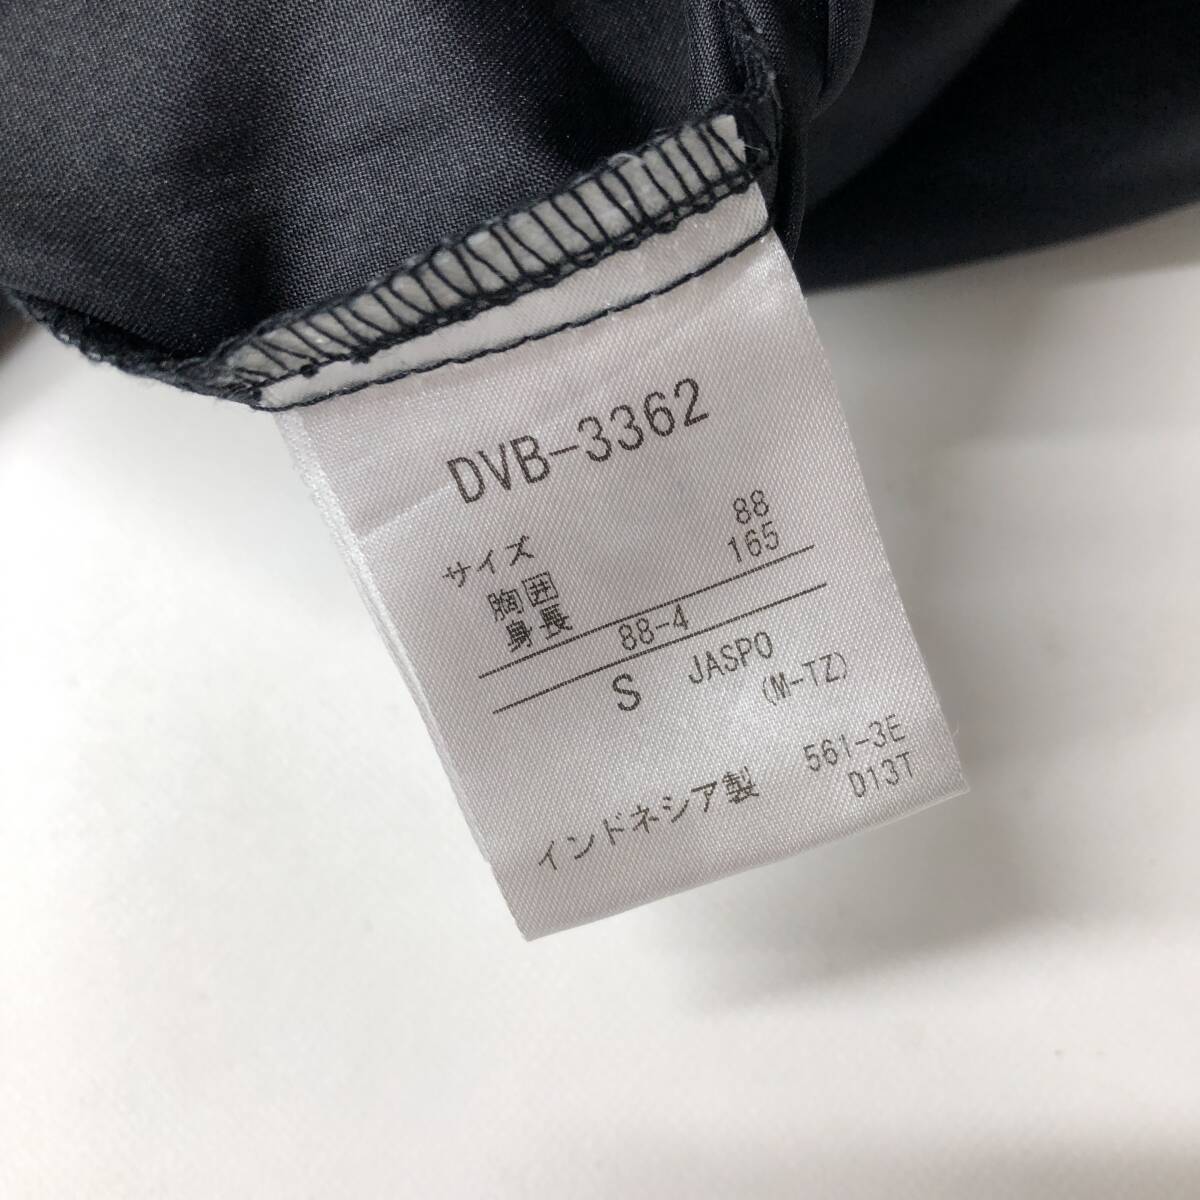 DVB-3362
サイズ
胸囲 88
身長 165
88-4
S JASPO
(M-TZ)
561-3E
インドネシア製 D13T